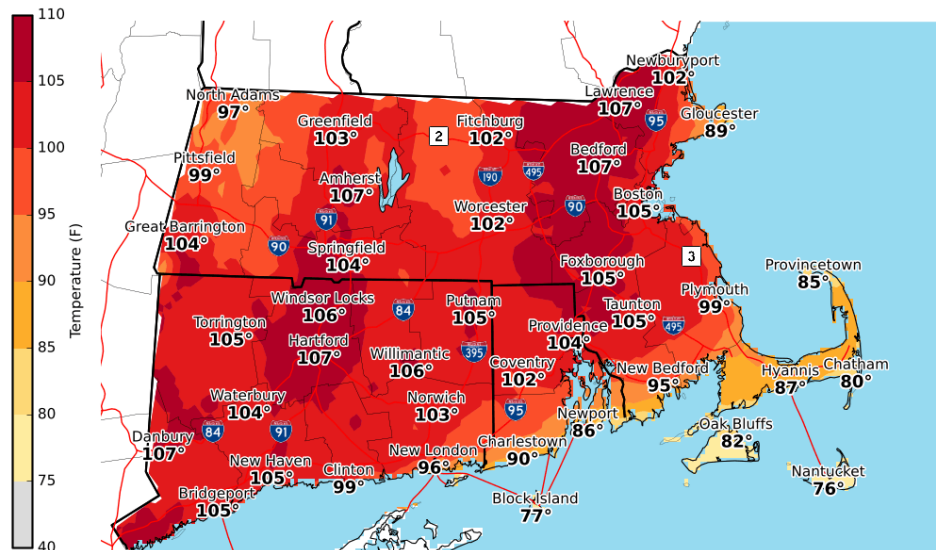 110
105
100
95
90
85
80
75
40
Temperature (F)
Newburyport
102°
Lawrence
107°
North Adams
97°
95
Gloucester
89°
Greenfield
103°
Fitchburg
102°
2
Bedford
107°
Pittsfield
99°
190
495
Amherst
107°
Boston
105°
Worcester
102°
90
91
Great Barrington
104°
90
Springfield
104°
Foxborough
105°
3
Provincetown
85°
Plymouth
99°
Windsor Locks
106°
Putnam
105°
84
Taunton
105°
495
Torrington
105°
Providence
104°
Hartford
107°
Willimantic
106°
395
Coventry
102°
New Bedford
95°
Hyannis
87°
Chatham
80°
Waterbury
104°
Norwich
103°
95
Newport
86°
84
91
Oak Bluffs
82°
Danbury
107°
Charlestown
90°
New London
96°
New Haven
105°
Clinton
99°
Nantucket
76°
Bridgeport
105°
Block Island
77°